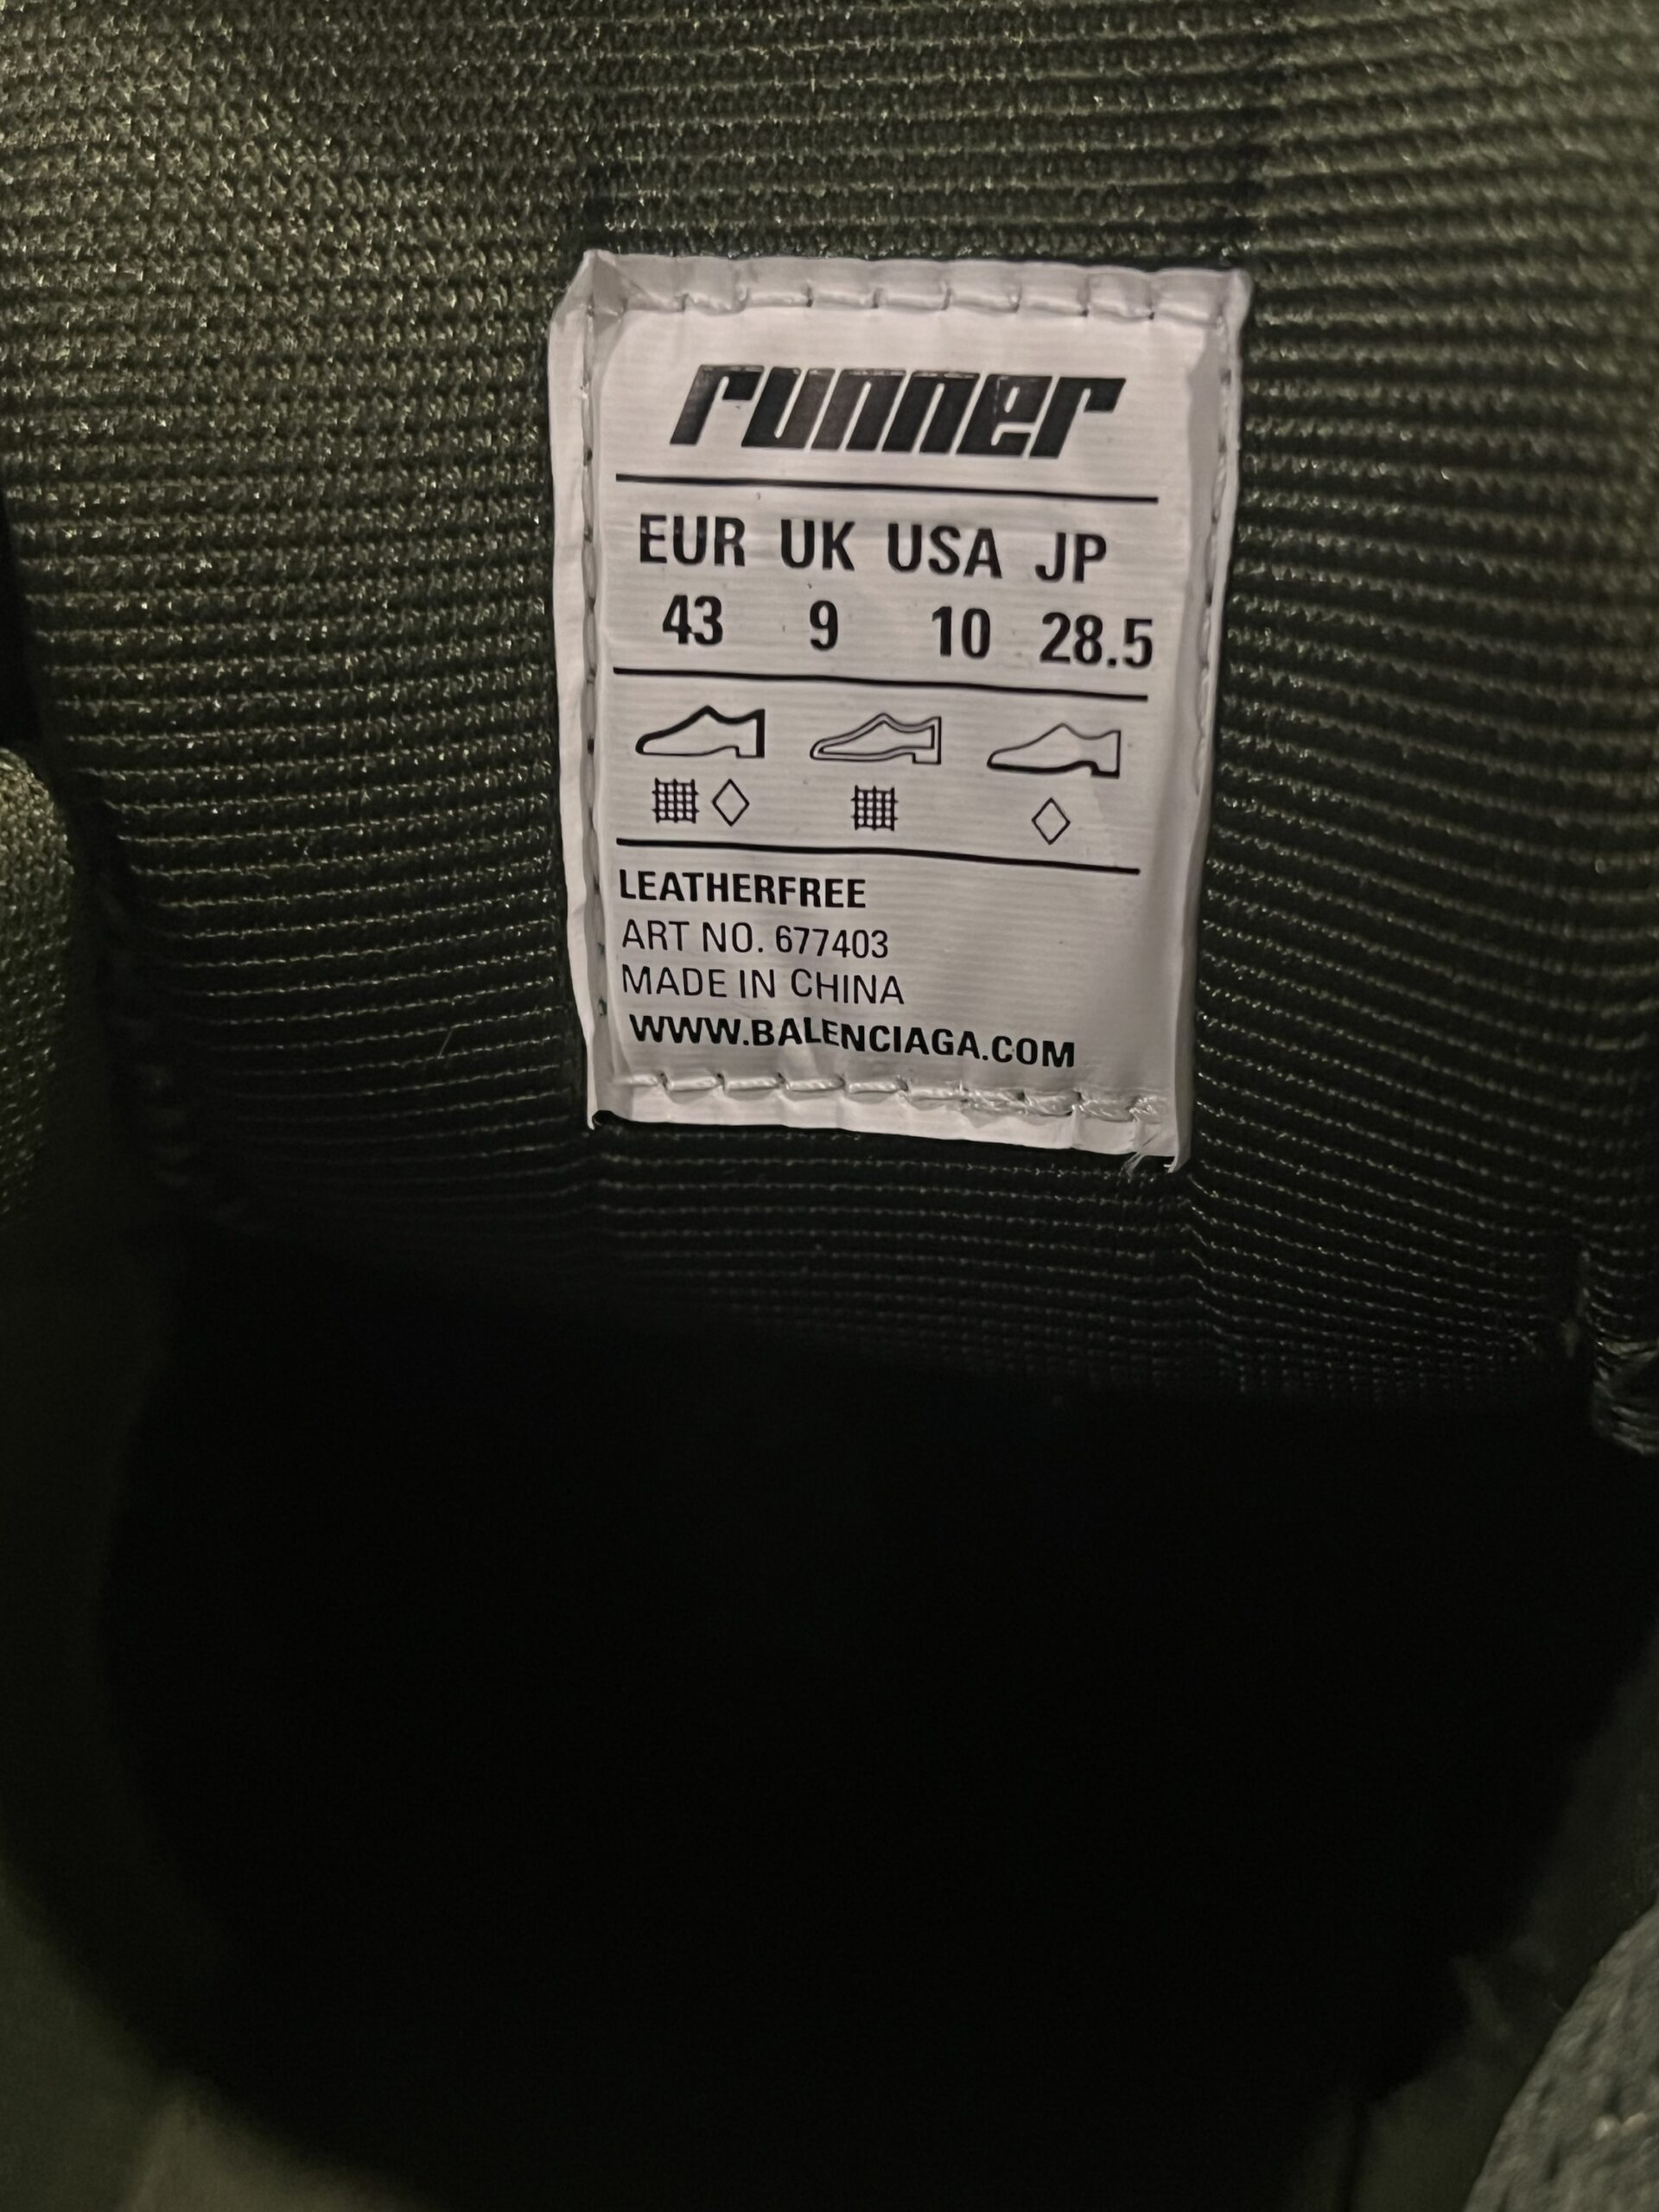 runner
EUR UK USA JP
43 9 10 28.5
LEATHERFREE
ART NO. 677403
MADE IN CHINA
WWW.BALENCIAGA.COM